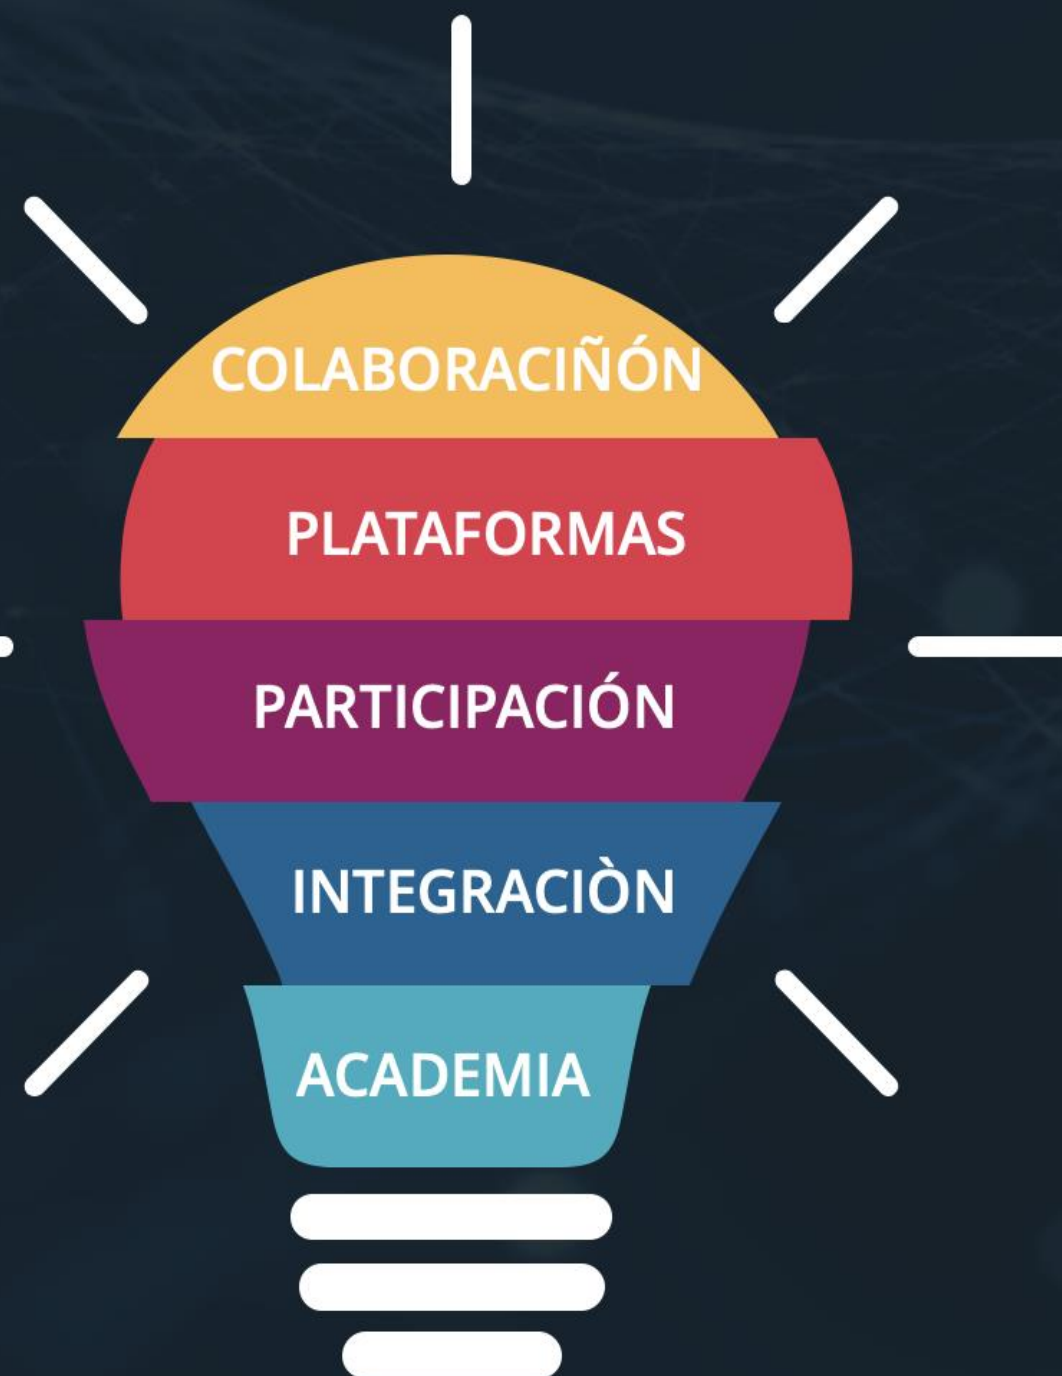 COLABORACIÑÓN
PLATAFORMAS
PARTICIPACIÓN
INTEGRACIÒN
ACADEMIA